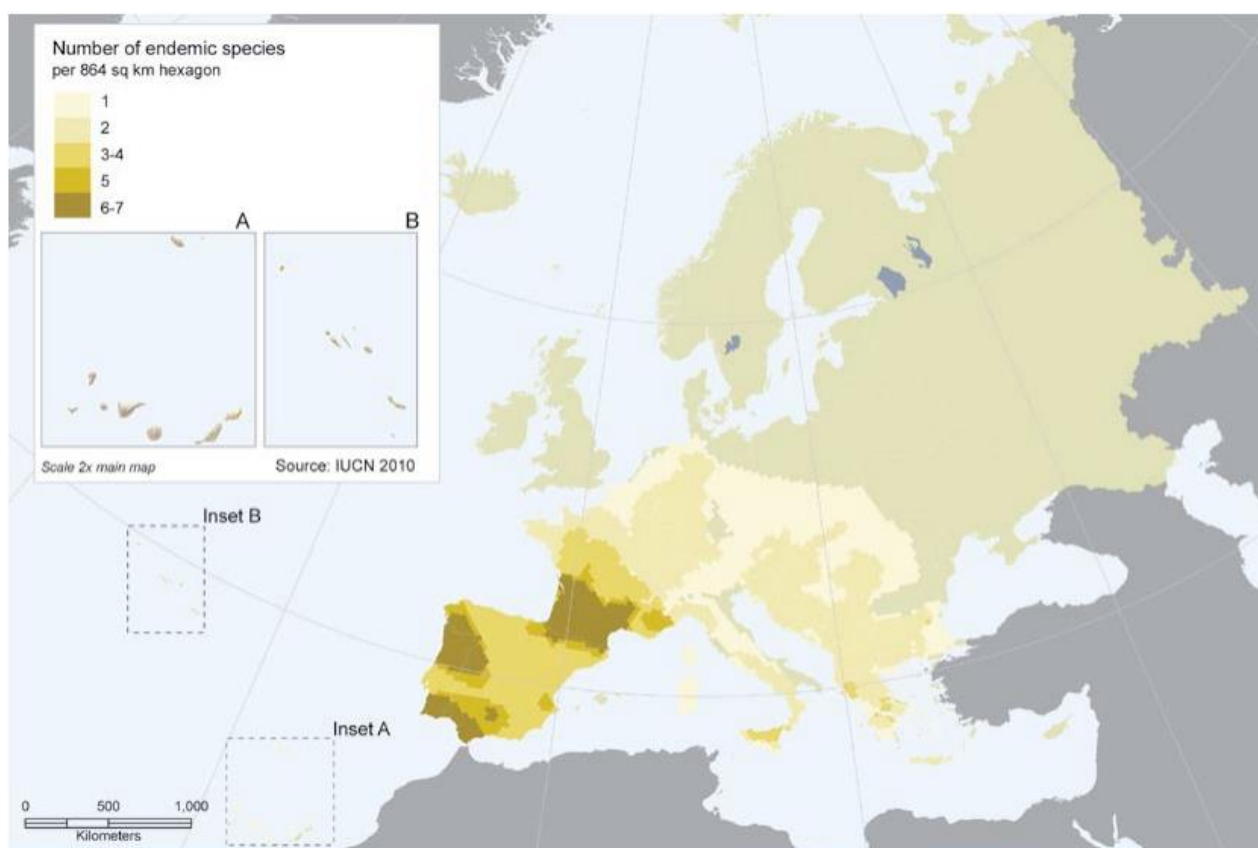 Number of endemic species
per 864 sq km hexagon
1
2
3-4
5
6-7
A
B
Scale 2x main map
Source: IUCN 2010
Inset B
Inset A
0 500 1,000
Kilometers